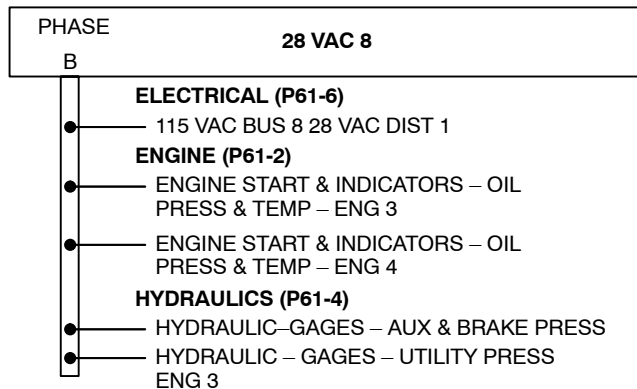 PHASE
28 VAC 8
B
ELECTRICAL (P61-6)
115 VAC BUS 8 28 VAC DIST 1
ENGINE (P61-2)
ENGINE START & INDICATORS – OIL
PRESS & TEMP – ENG 3
ENGINE START & INDICATORS – OIL
PRESS & TEMP – ENG 4
HYDRAULICS (P61-4)
HYDRAULIC–GAGES – AUX & BRAKE PRESS
HYDRAULIC – GAGES – UTILITY PRESS
ENG 3